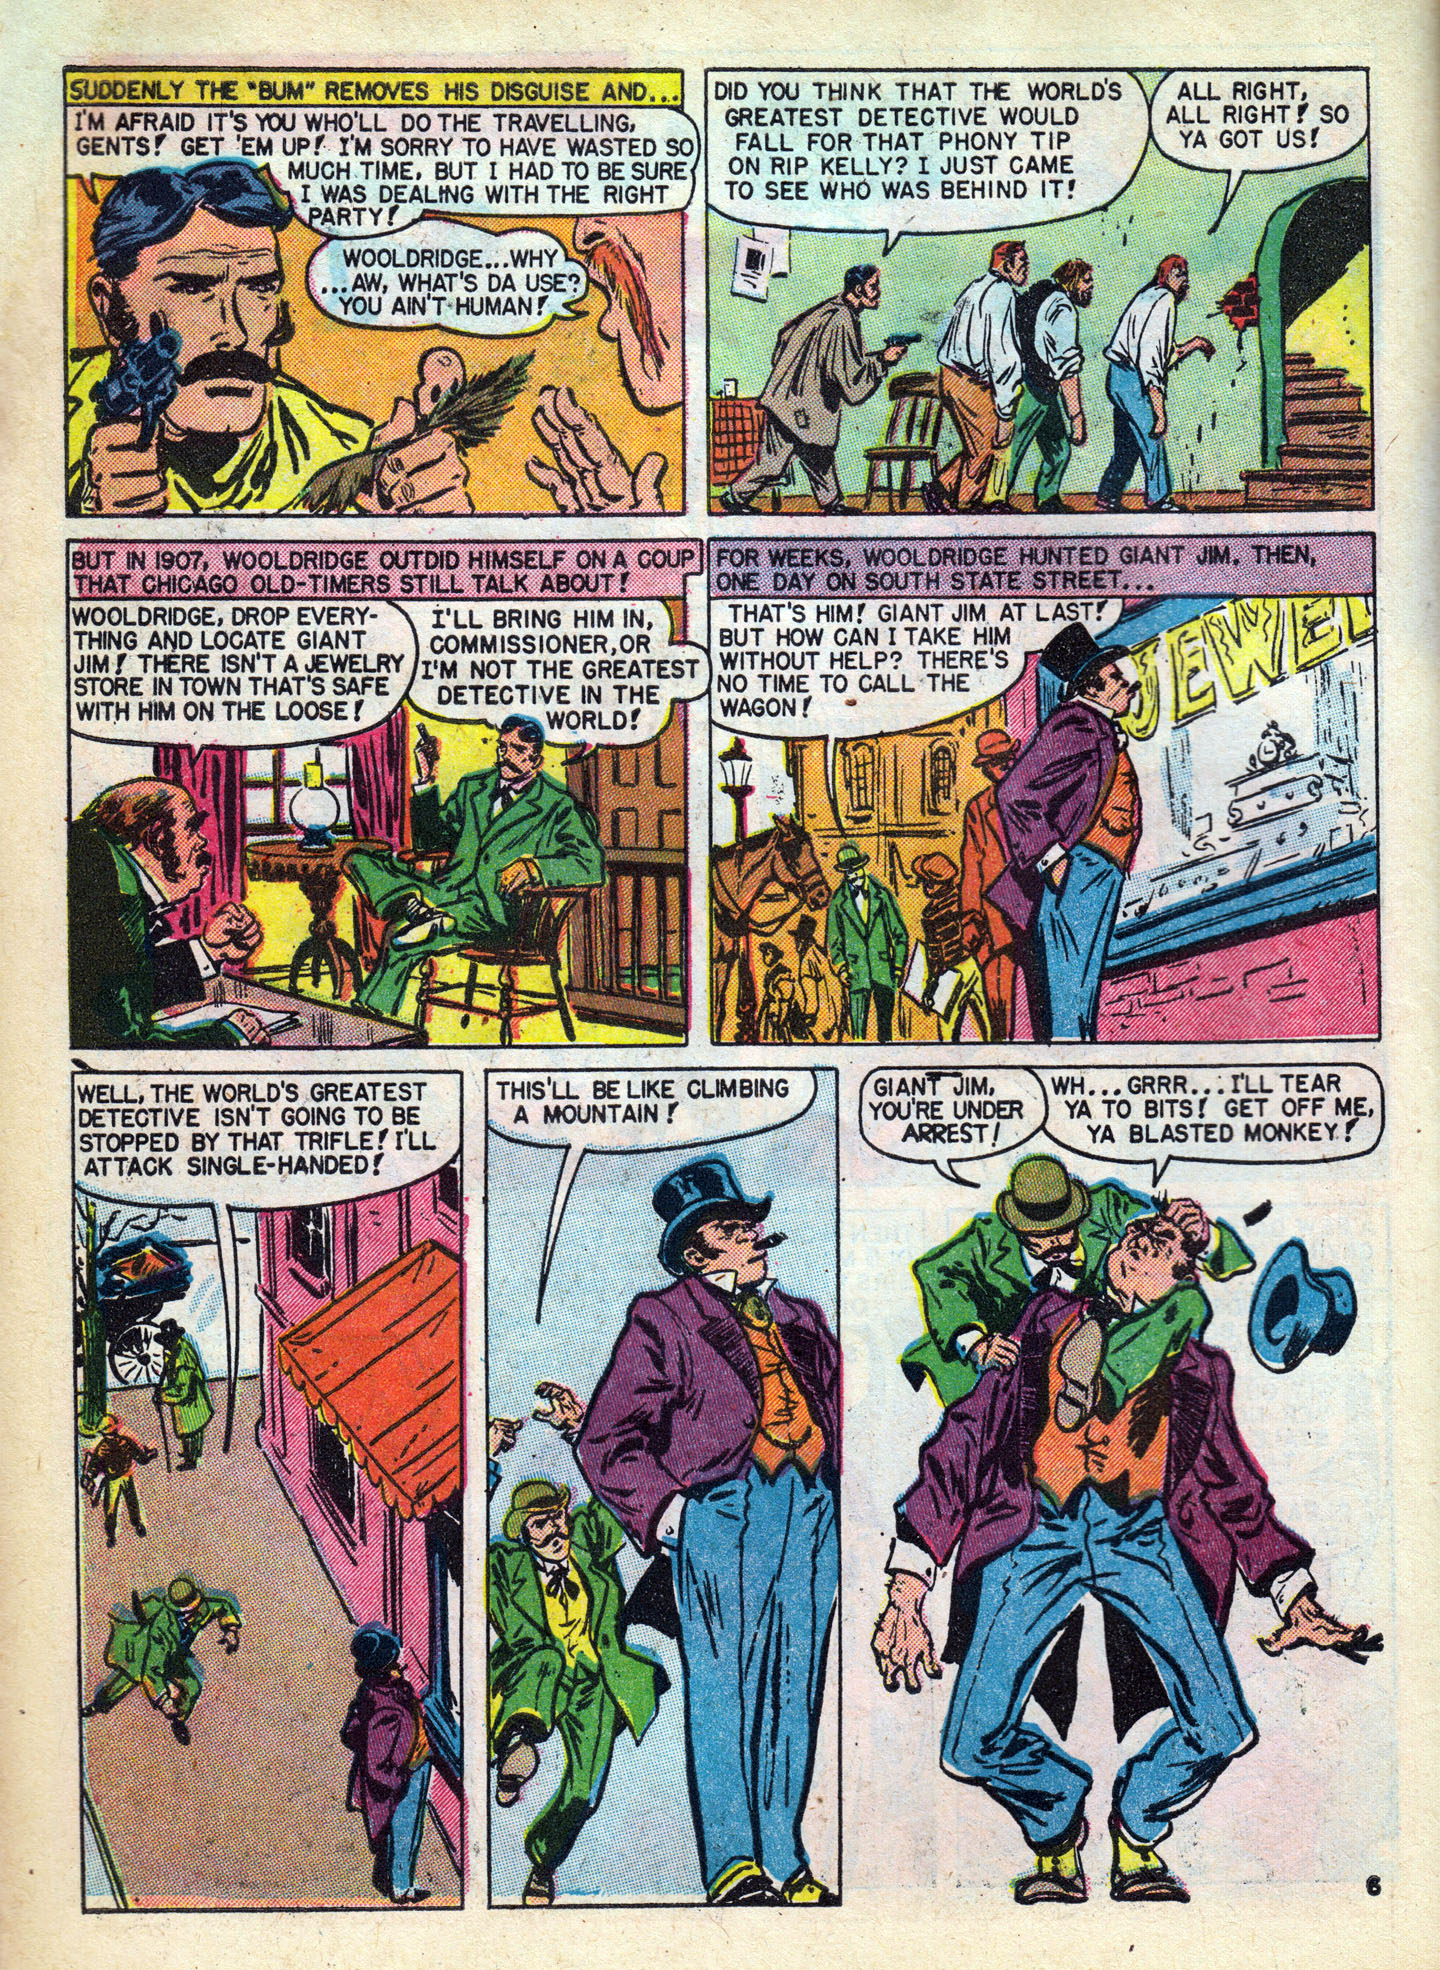 SUDDENLY THE "BUM" REMOVES HIS DISGUISE AND...
I'M AFRAID IT'S YOU WHO'LL DO THE TRAVELLING,
GENTS! GET 'EM UP! I'M SORRY TO HAVE WASTED SO
MUCH TIME, BUT I HAD TO BE SURE
I WAS DEALING WITH THE RIGHT
PARTY!
WOOLDRIDGE...WHY
...AW, WHAT'S DA USE?
YOU AIN'T HUMAN!
DID YOU THINK THAT THE WORLD'S
GREATEST DETECTIVE WOULD
FALL FOR THAT PHONY TIP
ON RIP KELLY? I JUST CAME
TO SEE WHO WAS BEHIND IT!
ALL RIGHT,
ALL RIGHT! SO
YA GOT US!
BUT IN 1907, WOOLDRIDGE OUTDID HIMSELF ON A COUP
THAT CHICAGO OLD-TIMERS STILL TALK ABOUT!
WOOLDRIDGE, DROP EVERY-
THING AND LOCATE GIANT
JIM! THERE ISN'T A JEWELRY
STORE IN TOWN THAT'S SAFE
WITH HIM ON THE LOOSE!
I'LL BRING HIM IN,
COMMISSIONER, OR
I'M NOT THE GREATEST
DETECTIVE IN THE
WORLD!
FOR WEEKS, WOOLDRIDGE HUNTED GIANT JIM. THEN,
ONE DAY ON SOUTH STATE STREET...
THAT'S HIM! GIANT JIM AT LAST!
BUT HOW CAN I TAKE HIM
WITHOUT HELP? THERE'S
NO TIME TO CALL THE
WAGON!
JEWEL
WELL, THE WORLD'S GREATEST
DETECTIVE ISN'T GOING TO BE
STOPPED BY THAT TRIFLE! I'LL
ATTACK SINGLE-HANDED!
THIS'LL BE LIKE CLIMBING
A MOUNTAIN!
GIANT JIM,
YOU'RE UNDER
ARREST!
WH...GRRR...I'LL TEAR
YA TO BITS! GET OFF ME,
YA BLASTED MONKEY!
6